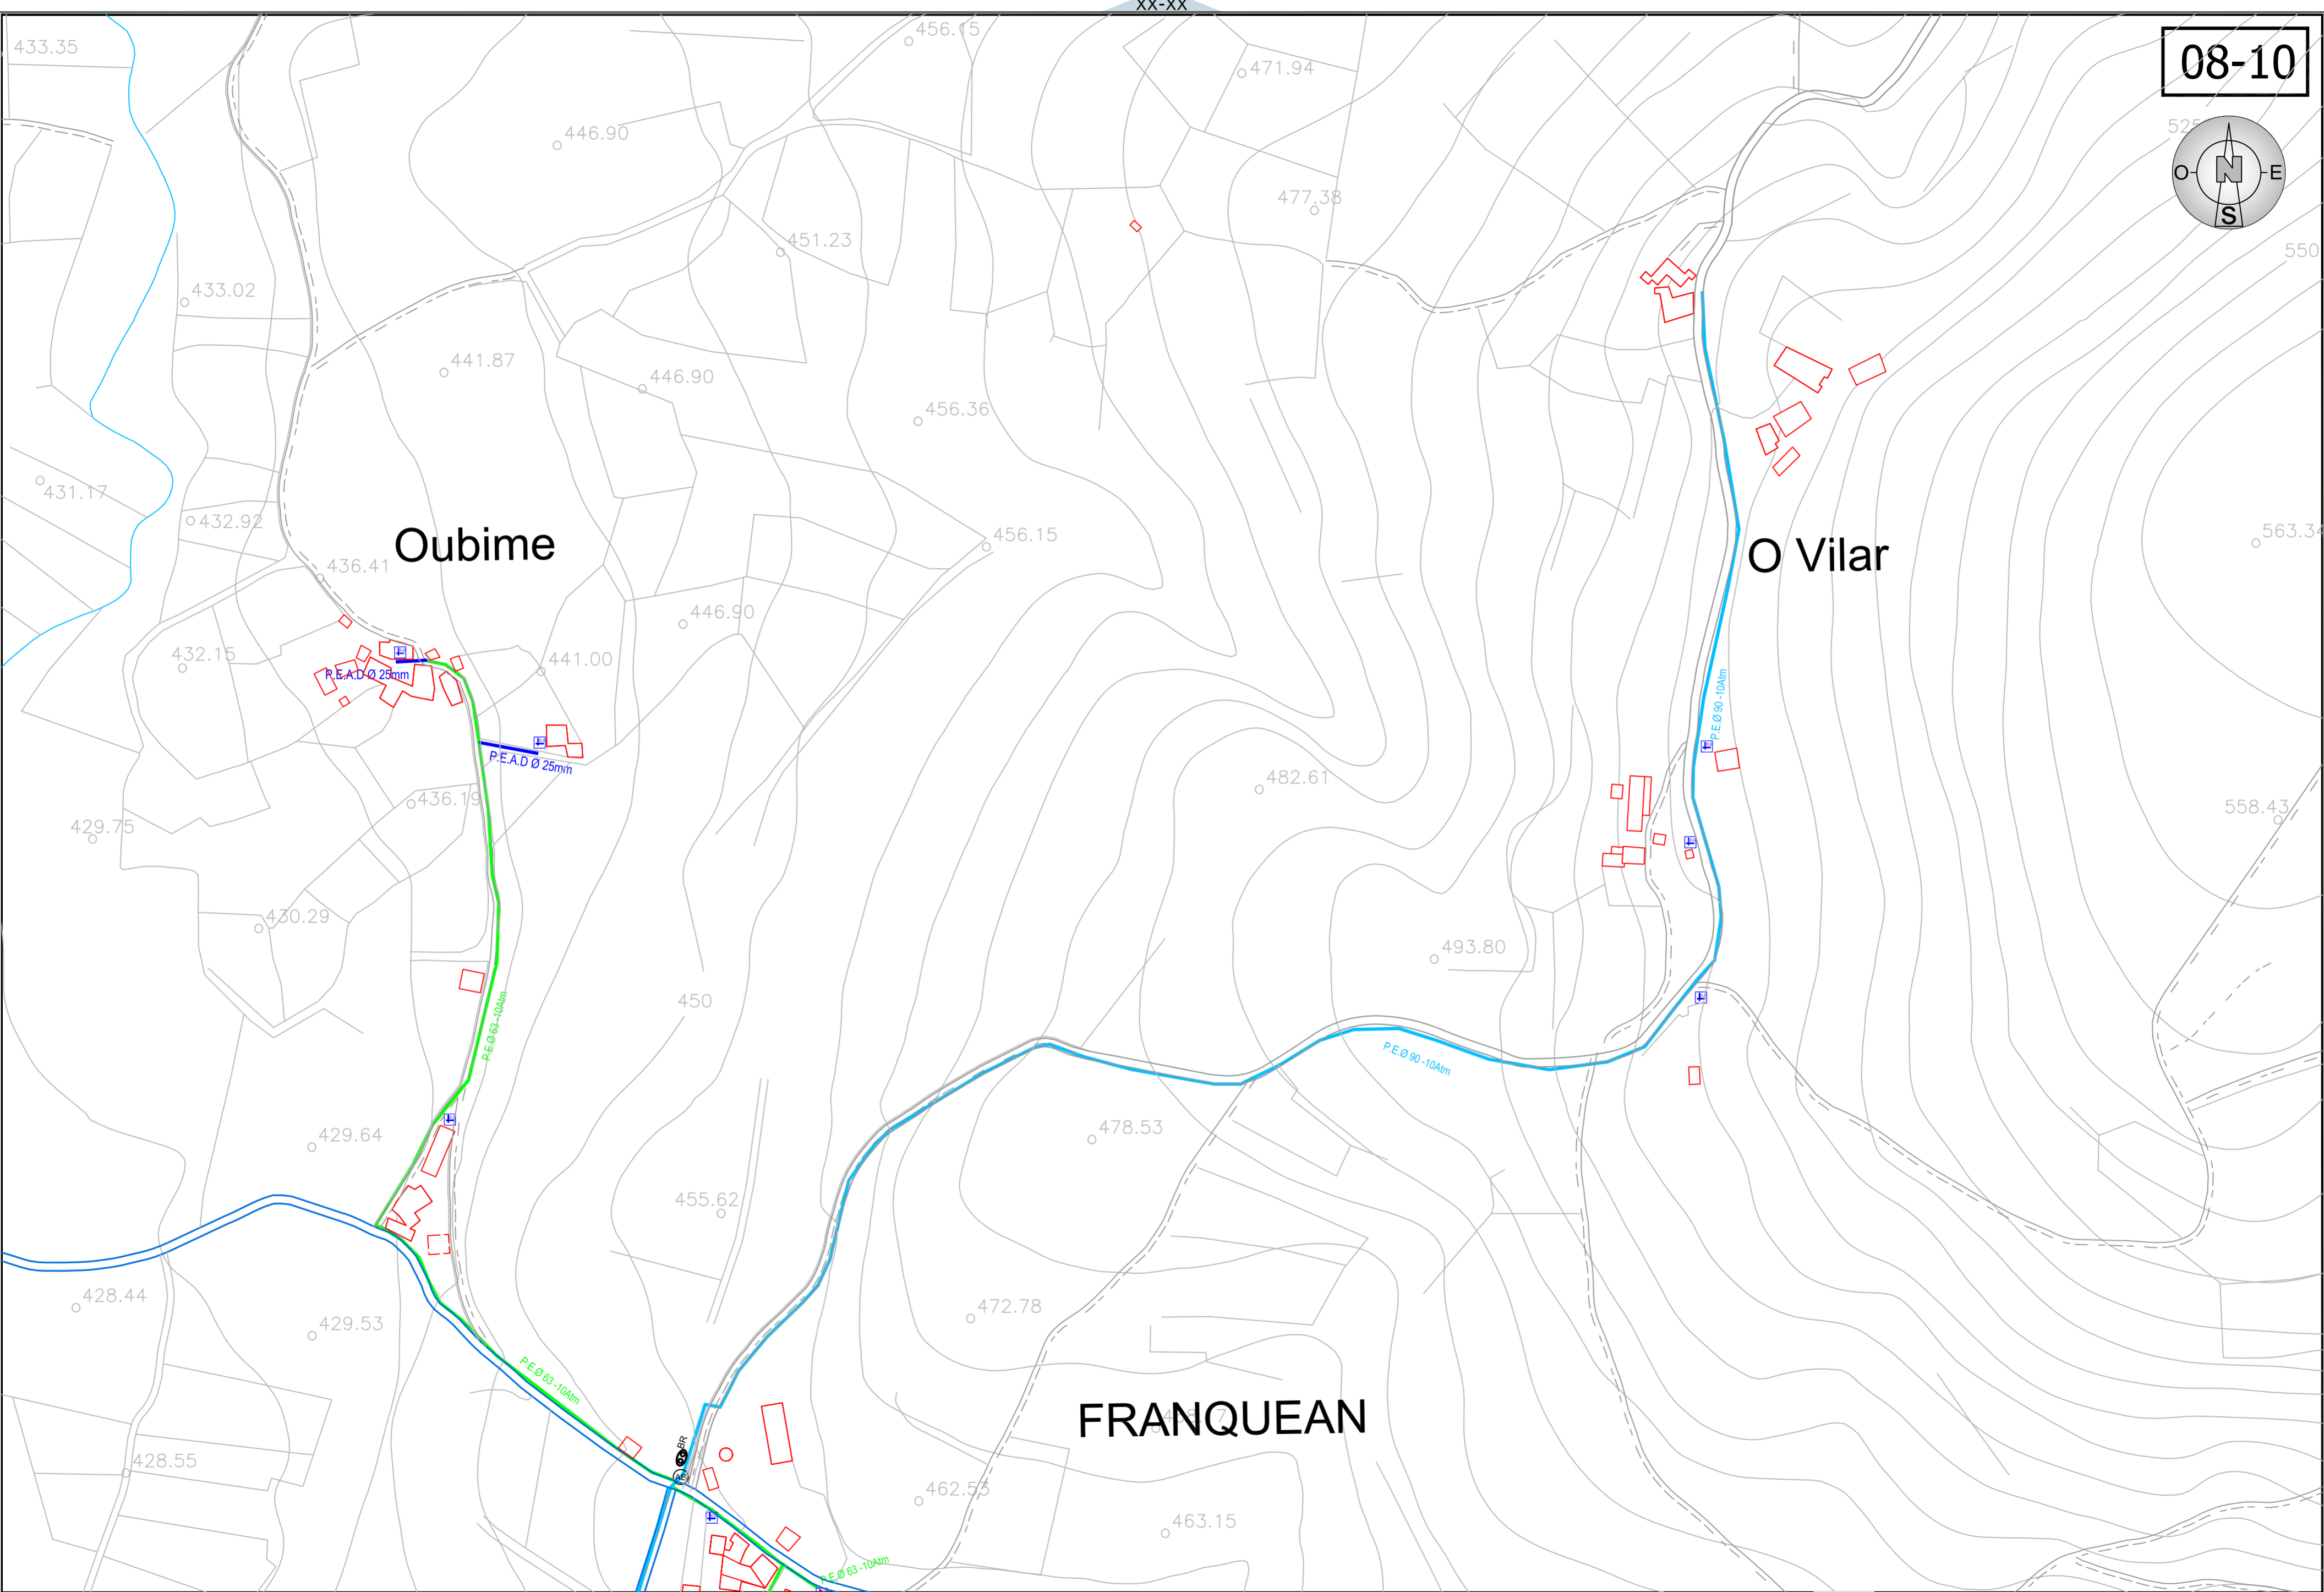 xx-xx
433.35
456.15
08-10
471.94
446.90
525
N
O
E
S
477.38
451.23
550
433.02
441.87
446.90
456.36
431.17
432.92
Oubime
456.15
O Vilar
563.34
436.41
446.90
432.15
441.00
P.E.A.D Ø 25mm
P.E.Ø 90 -10Atm
P.E.A.D Ø 25mm
482.61
436.19
558.43
429.75
430.29
493.80
450
P.E.Ø 63 -10Atm
P.E.Ø 90 -10Atm
429.64
478.53
455.62
428.44
472.78
429.53
P.E.Ø 63 -10Atm
FRANQUEAN
BR
428.55
462.53
463.15
P.E.Ø 63 -10Atm